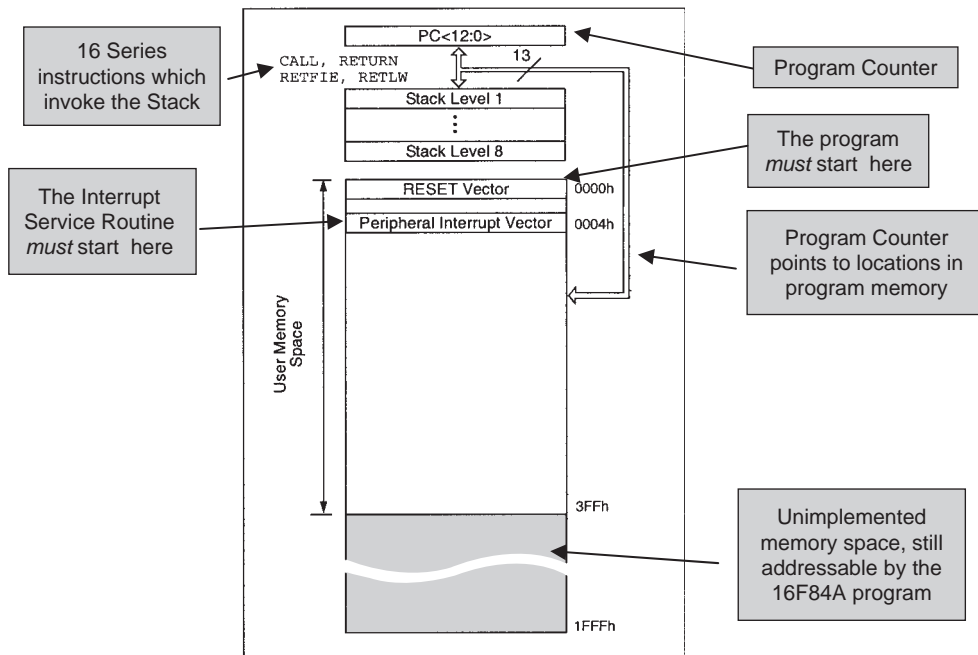 16 Series
instructions which
invoke the Stack
CALL, RETURN
RETFIE, RETLW
PC<12:0>
13
Program Counter
Stack Level 1
Stack Level 8
The program
must start here
The Interrupt
Service Routine
must start here
RESET Vector
0000h
Peripheral Interrupt Vector
0004h
Program Counter
points to locations in
program memory
User Memory
Space
3FFh
Unimplemented
memory space, still
addressable by the
16F84A program
1FFFh